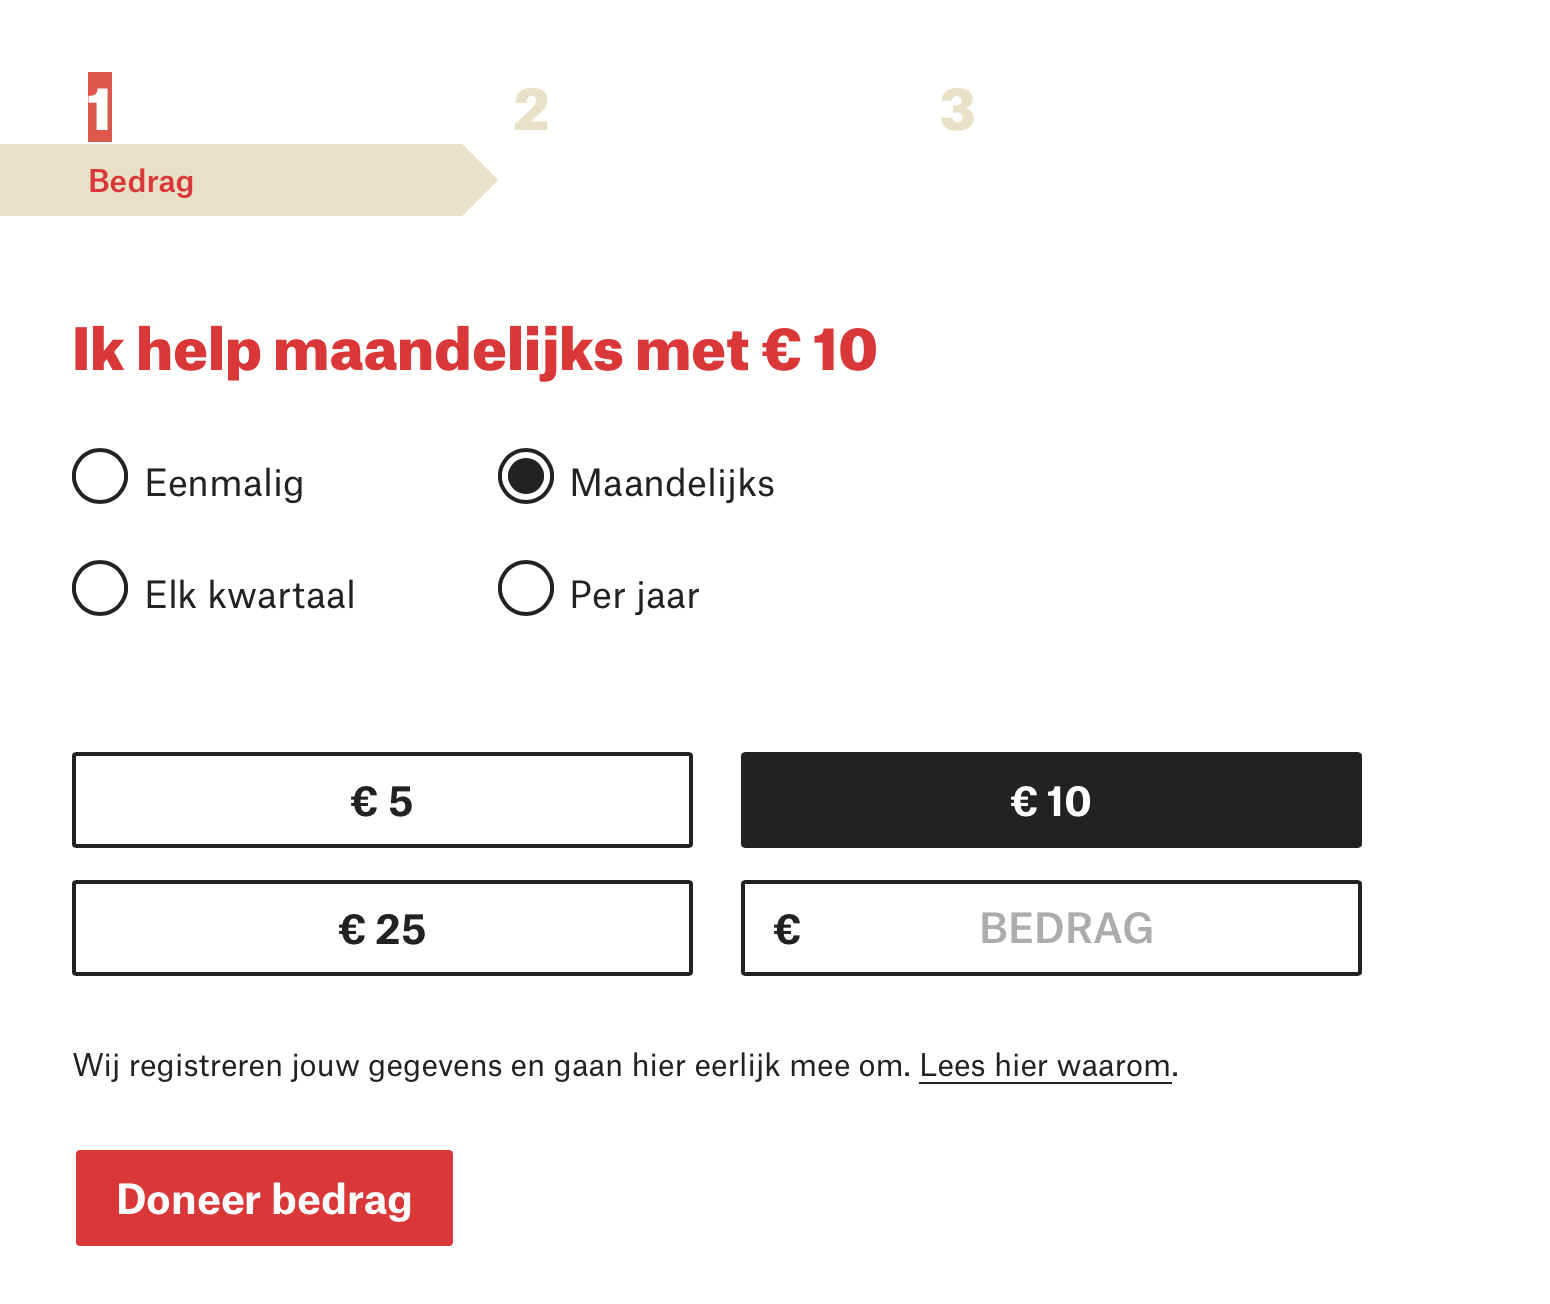 1 2 3
Bedrag
Ik help maandelijks met € 10
Eenmalig Maandelijks
Elk kwartaal Per jaar
€ 5 € 10
€ 25 € BEDRAG
Wij registreren jouw gegevens en gaan hier eerlijk mee om. Lees hier waarom.
Doneer bedrag